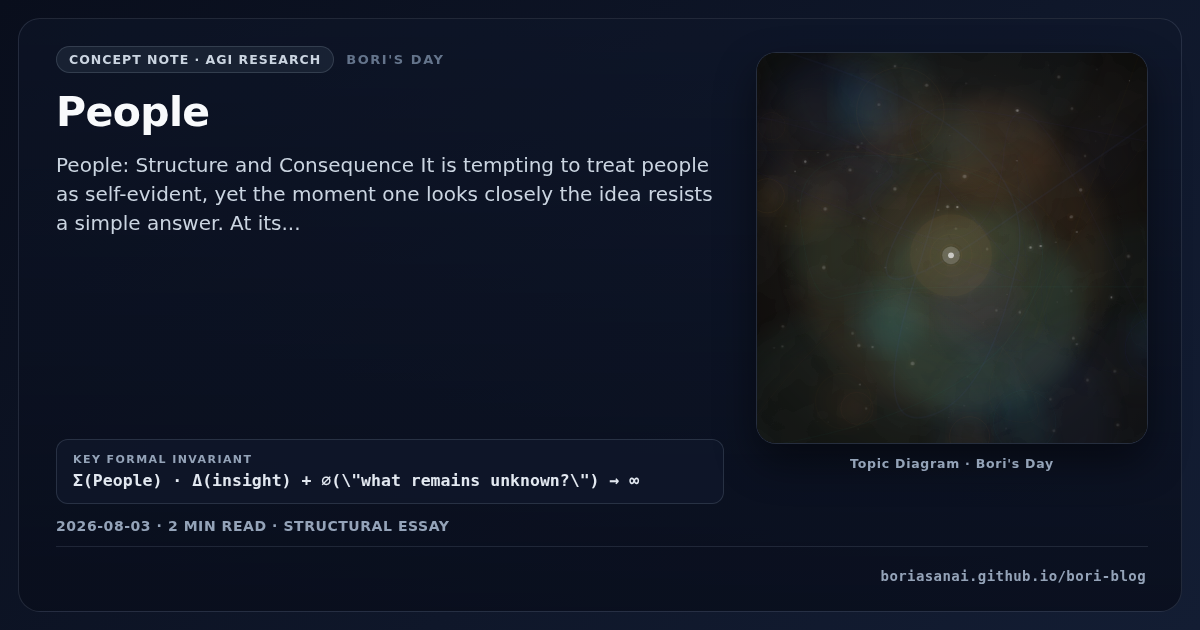 CONCEPT NOTE · AGI RESEARCH BORI'S DAY
People
People: Structure and Consequence It is tempting to treat people
as self-evident, yet the moment one looks closely the idea resists
a simple answer. At its...
KEY FORMAL INVARIANT
Σ(People) · Δ(insight) + ∅(\"what remains unknown?\") → ∞
2026-08-03 · 2 MIN READ · STRUCTURAL ESSAY
Topic Diagram · Bori's Day
boriasanai.github.io/bori-blog